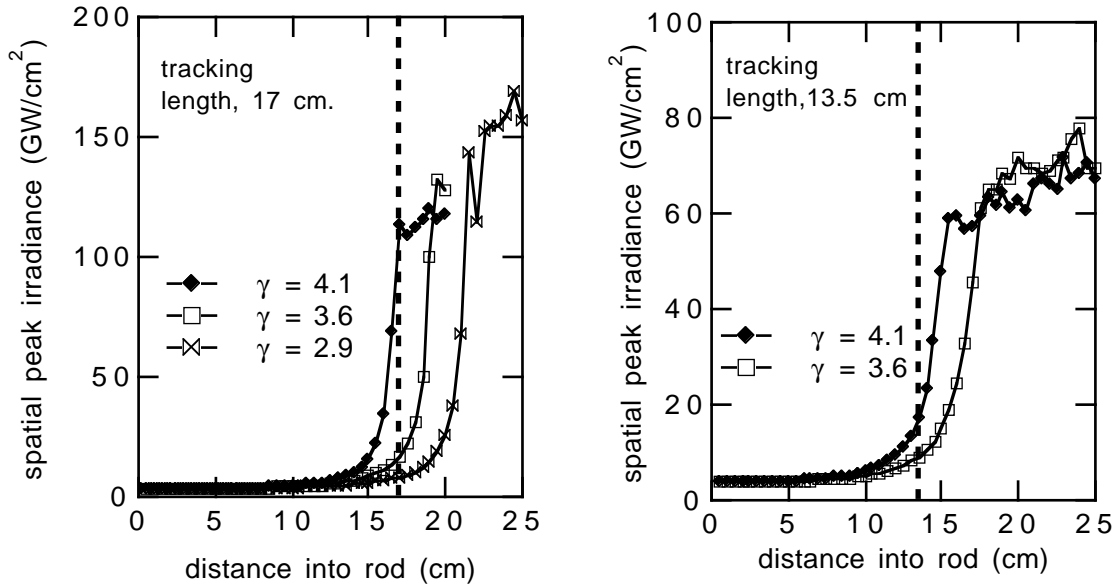 spatial peak irradiance (GW/cm²)
200
150
100
50
0
tracking
length, 17 cm.
γ = 4.1
γ = 3.6
γ = 2.9
0 5 10 15 20 25
distance into rod (cm)
spatial peak irradiance (GW/cm²)
100
80
60
40
20
0
tracking
length,13.5 cm
γ = 4.1
γ = 3.6
0 5 10 15 20 25
distance into rod (cm)